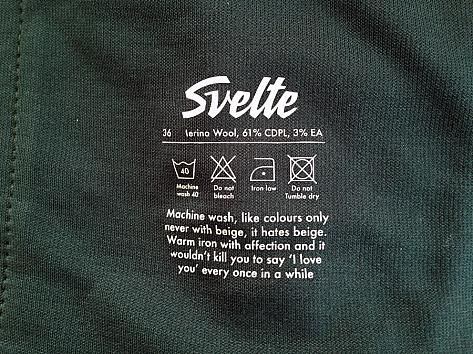 Svelte
36 erino Wool, 61% CDPL, 3% EA
40
Machine wash 40
Do not bleach
Iron low
Do not Tumble dry
Machine wash, like colours only
never with beige, it hates beige.
Warm iron with affection and it
wouldn't kill you to say 'I love
you' every once in a while